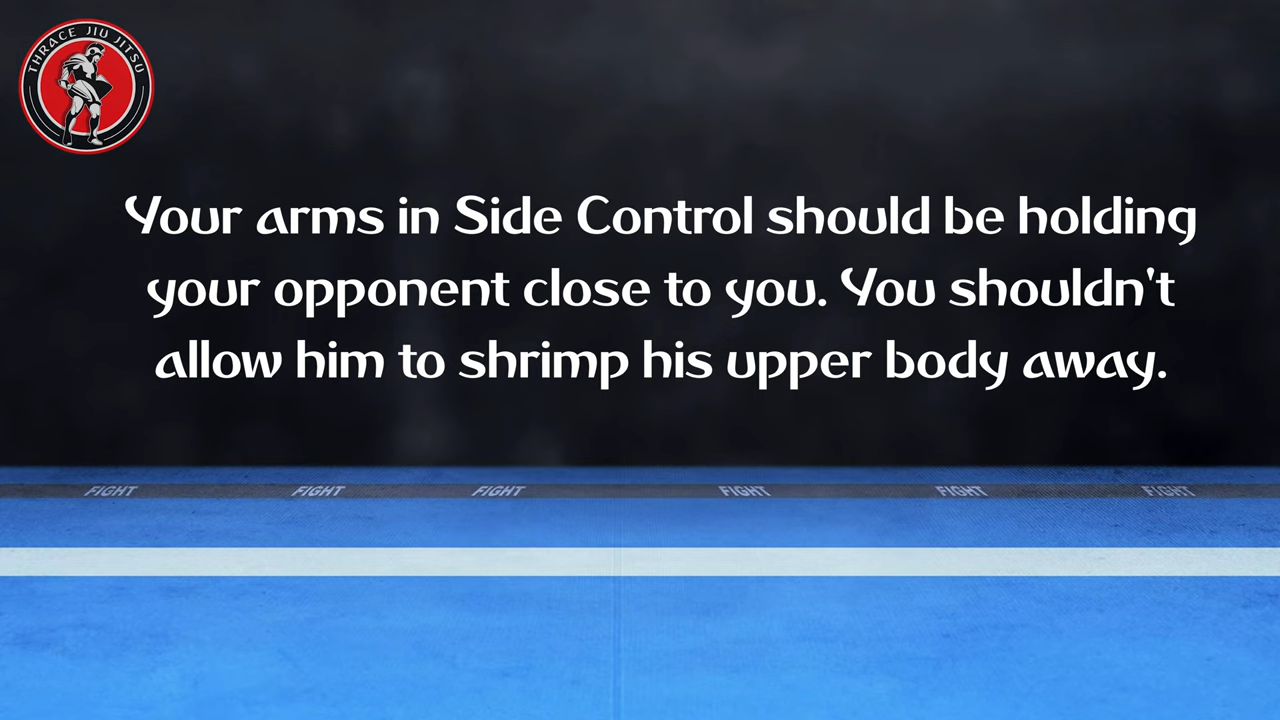 THRACE JIU JITSU
Your arms in Side Control should be holding
your opponent close to you. You shouldn't
allow him to shrimp his upper body away.
FIGHT FIGHT FIGHT FIGHT FIGHT FIGHT